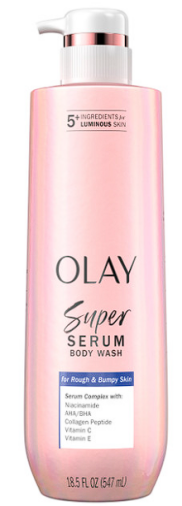 5+ INGREDIENTS for
LUMINOUS SKIN
OLAY
Super
SERUM
BODY WASH
for Rough & Bumpy Skin
Serum Complex with:
Niacinamide
AHA/BHA
Collagen Peptide
Vitamin C
Vitamin E
18.5 FL OZ (547 mL)